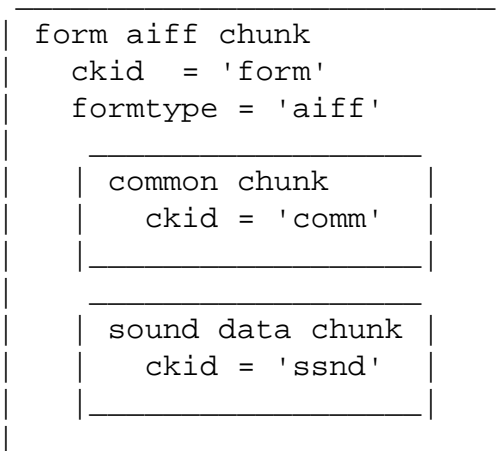 form aiff chunk
ckid = 'form'
formtype = 'aiff'
common chunk
ckid = 'comm'
sound data chunk
ckid = 'ssnd'